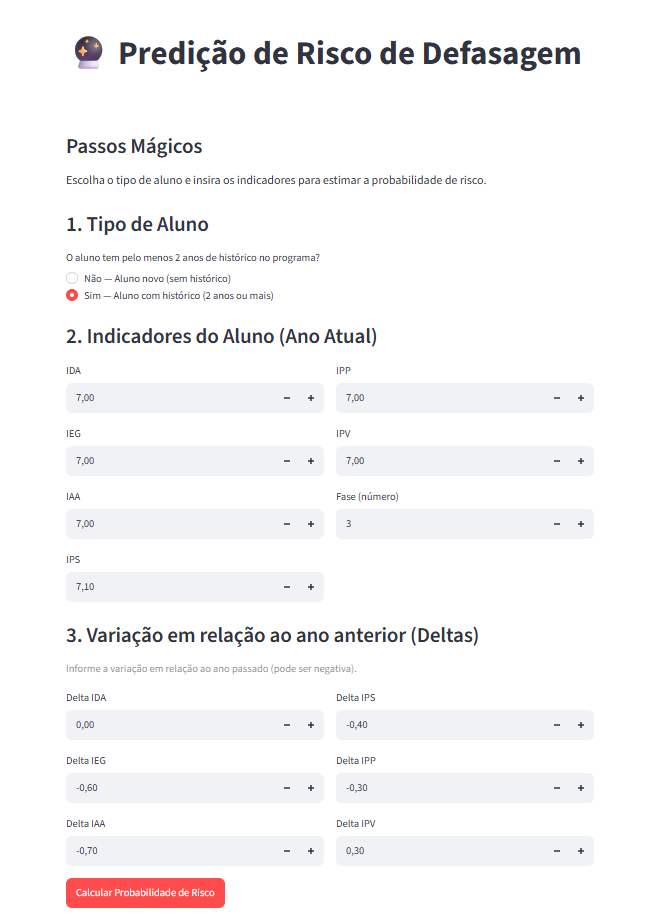 Predição de Risco de Defasagem
Passos Mágicos
Escolha o tipo de aluno e insira os indicadores para estimar a probabilidade de risco.
1. Tipo de Aluno
O aluno tem pelo menos 2 anos de histórico no programa?
Não — Aluno novo (sem histórico)
Sim — Aluno com histórico (2 anos ou mais)
2. Indicadores do Aluno (Ano Atual)
IDA
7,00
IPP
7,00
IEG
7,00
IPV
7,00
IAA
7,00
Fase (número)
3
IPS
7,10
3. Variação em relação ao ano anterior (Deltas)
Informe a variação em relação ao ano passado (pode ser negativa).
Delta IDA
0,00
Delta IPS
-0,40
Delta IEG
-0,60
Delta IPP
-0,30
Delta IAA
-0,70
Delta IPV
0,30
Calcular Probabilidade de Risco